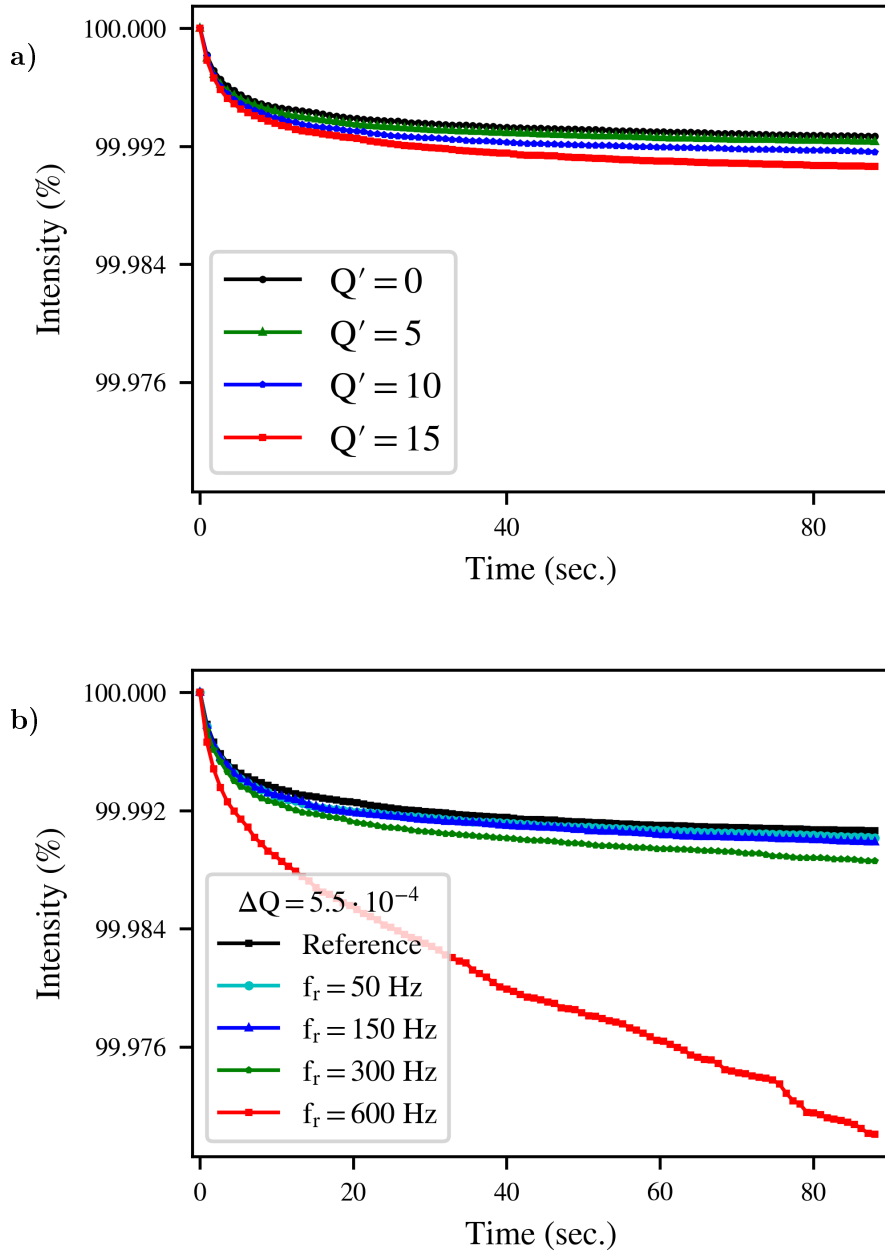 a)
100.000
99.992
99.984
99.976
Intensity (%)
Q′ = 0
Q′ = 5
Q′ = 10
Q′ = 15
0
40
80
Time (sec.)
b)
100.000
99.992
99.984
99.976
Intensity (%)
ΔQ = 5.5 · 10⁻⁴
Reference
fᵣ = 50 Hz
fᵣ = 150 Hz
fᵣ = 300 Hz
fᵣ = 600 Hz
0
20
40
60
80
Time (sec.)